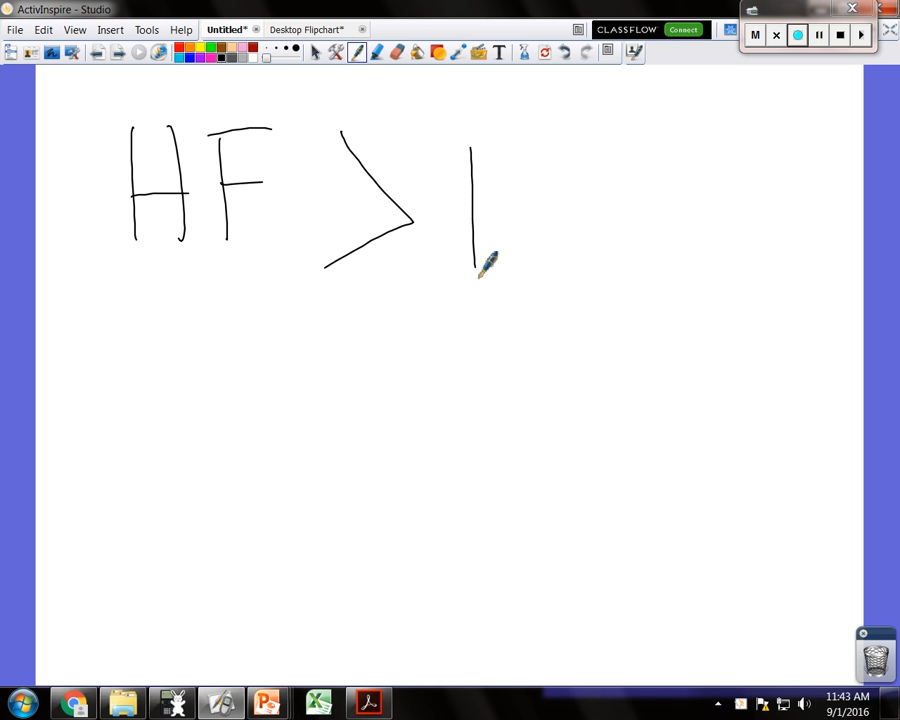 ActivInspire - Studio
File Edit View Insert Tools Help Untitled* Desktop Flipchart* CLASSFLOW Connect
M
HF > |
11:43 AM
9/1/2016